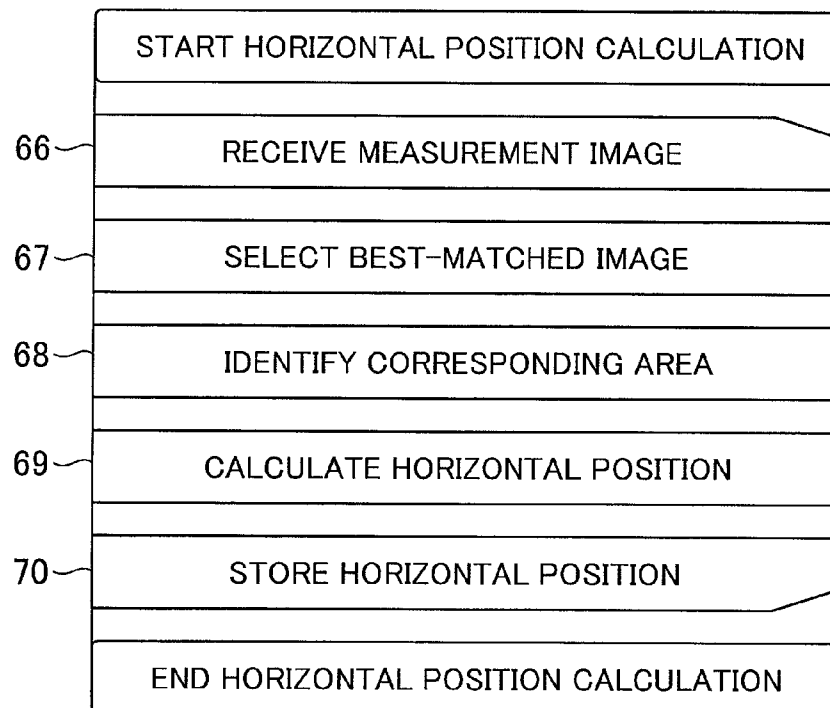 START HORIZONTAL POSITION CALCULATION
66 RECEIVE MEASUREMENT IMAGE
67 SELECT BEST-MATCHED IMAGE
68 IDENTIFY CORRESPONDING AREA
69 CALCULATE HORIZONTAL POSITION
70 STORE HORIZONTAL POSITION
END HORIZONTAL POSITION CALCULATION